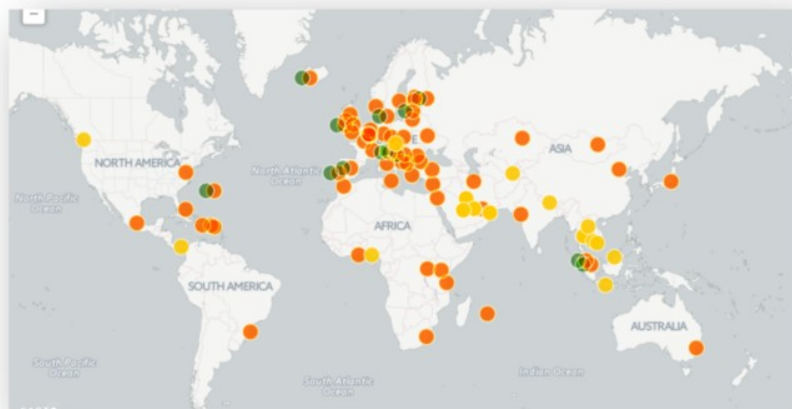 −
NORTH AMERICA
ASIA
North Atlantic
Ocean
North Pacific
Ocean
AFRICA
SOUTH AMERICA
AUSTRALIA
South Pacific
Ocean
South Atlantic
Ocean
Indian Ocean